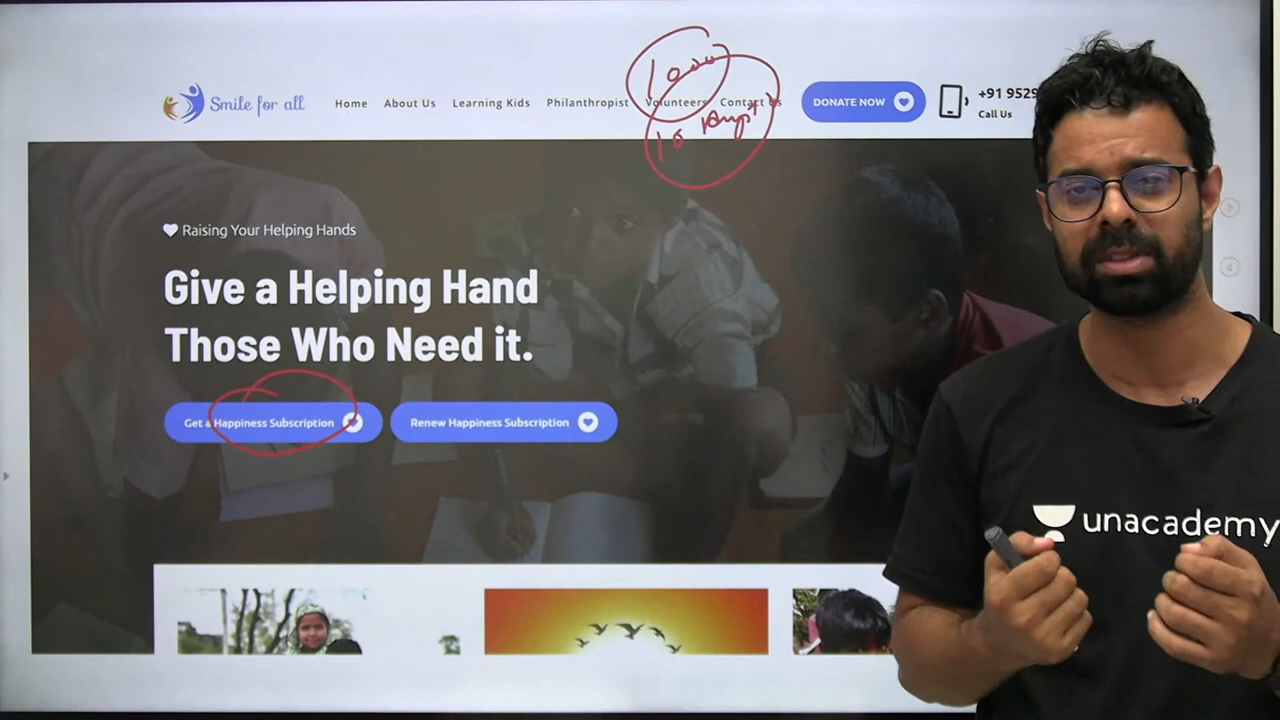 Smile for all
Home About Us Learning Kids Philanthropist Volunteers Contact Us
DONATE NOW
+91 9529
Call Us
1000
10
Raising Your Helping Hands
Give a Helping Hand
Those Who Need it.
Get a Happiness Subscription
Renew Happiness Subscription
unacademy